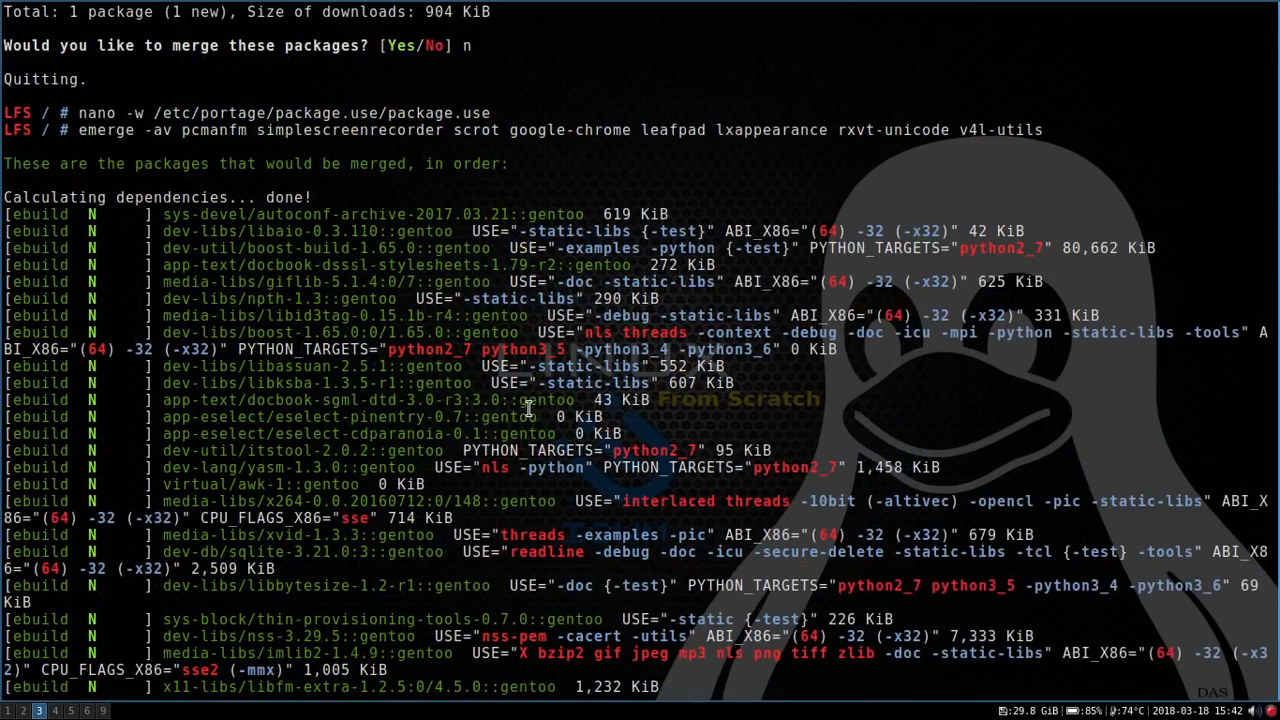 Total: 1 package (1 new), Size of downloads: 904 KiB
Would you like to merge these packages? [Yes/No] n
Quitting.
LFS / # nano -w /etc/portage/package.use/package.use
LFS / # emerge -av pcmanfm simplescreenrecorder scrot google-chrome leafpad lxappearance rxvt-unicode v4l-utils
These are the packages that would be merged, in order:
Calculating dependencies... done!
[ebuild  N     ] sys-devel/autoconf-archive-2017.03.21::gentoo  619 KiB
[ebuild  N     ] dev-libs/libaio-0.3.110::gentoo  USE="-static-libs {-test}" ABI_X86="(64) -32 (-x32)" 42 KiB
[ebuild  N     ] dev-util/boost-build-1.65.0::gentoo  USE="-examples -python {-test}" PYTHON_TARGETS="python2_7" 80,662 KiB
[ebuild  N     ] app-text/docbook-dsssl-stylesheets-1.79-r2::gentoo  272 KiB
[ebuild  N     ] media-libs/giflib-5.1.4:0/7::gentoo  USE="-doc -static-libs" ABI_X86="(64) -32 (-x32)" 625 KiB
[ebuild  N     ] dev-libs/npth-1.3::gentoo  USE="-static-libs" 290 KiB
[ebuild  N     ] media-libs/libid3tag-0.15.1b-r4::gentoo  USE="-debug -static-libs" ABI_X86="(64) -32 (-x32)" 331 KiB
[ebuild  N     ] dev-libs/boost-1.65.0:0/1.65.0::gentoo  USE="nls threads -context -debug -doc -icu -mpi -python -static-libs -tools" A
BI_X86="(64) -32 (-x32)" PYTHON_TARGETS="python2_7 python3_5 -python3_4 -python3_6" 0 KiB
[ebuild  N     ] dev-libs/libassuan-2.5.1::gentoo  USE="-static-libs" 552 KiB
[ebuild  N     ] dev-libs/libksba-1.3.5-r1::gentoo  USE="-static-libs" 607 KiB
[ebuild  N     ] app-text/docbook-sgml-dtd-3.0-r3:3.0::gentoo  43 KiB
From Scratch
[ebuild  N     ] app-eselect/eselect-pinentry-0.7::gentoo  0 KiB
[ebuild  N     ] app-eselect/eselect-cdparanoia-0.1::gentoo  0 KiB
[ebuild  N     ] dev-util/itstool-2.0.2::gentoo  PYTHON_TARGETS="python2_7" 95 KiB
[ebuild  N     ] dev-lang/yasm-1.3.0::gentoo  USE="nls -python" PYTHON_TARGETS="python2_7" 1,458 KiB
[ebuild  N     ] virtual/awk-1::gentoo  0 KiB
[ebuild  N     ] media-libs/x264-0.0.20160712:0/148::gentoo  USE="interlaced threads -10bit (-altivec) -opencl -pic -static-libs" ABI_X
86="(64) -32 (-x32)" CPU_FLAGS_X86="sse" 714 KiB
[ebuild  N     ] media-libs/xvid-1.3.3::gentoo  USE="threads -examples -pic" ABI_X86="(64) -32 (-x32)" 679 KiB
[ebuild  N     ] dev-db/sqlite-3.21.0:3::gentoo  USE="readline -debug -doc -icu -secure-delete -static-libs -tcl {-test} -tools" ABI_X8
6="(64) -32 (-x32)" 2,509 KiB
[ebuild  N     ] dev-libs/libbytesize-1.2-r1::gentoo  USE="-doc {-test}" PYTHON_TARGETS="python2_7 python3_5 -python3_4 -python3_6" 69
KiB
[ebuild  N     ] sys-block/thin-provisioning-tools-0.7.0::gentoo  USE="-static {-test}" 226 KiB
[ebuild  N     ] dev-libs/nss-3.29.5::gentoo  USE="nss-pem -cacert -utils" ABI_X86="(64) -32 (-x32)" 7,333 KiB
[ebuild  N     ] media-libs/imlib2-1.4.9::gentoo  USE="X bzip2 gif jpeg mp3 nls png tiff zlib -doc -static-libs" ABI_X86="(64) -32 (-x3
2)" CPU_FLAGS_X86="sse2 (-mmx)" 1,005 KiB
[ebuild  N     ] x11-libs/libfm-extra-1.2.5:0/4.5.0::gentoo  1,232 KiB
DAS
1 2 3 4 5 6 9
:29.8 GiB :85% :74°C 2018-03-18 15:42